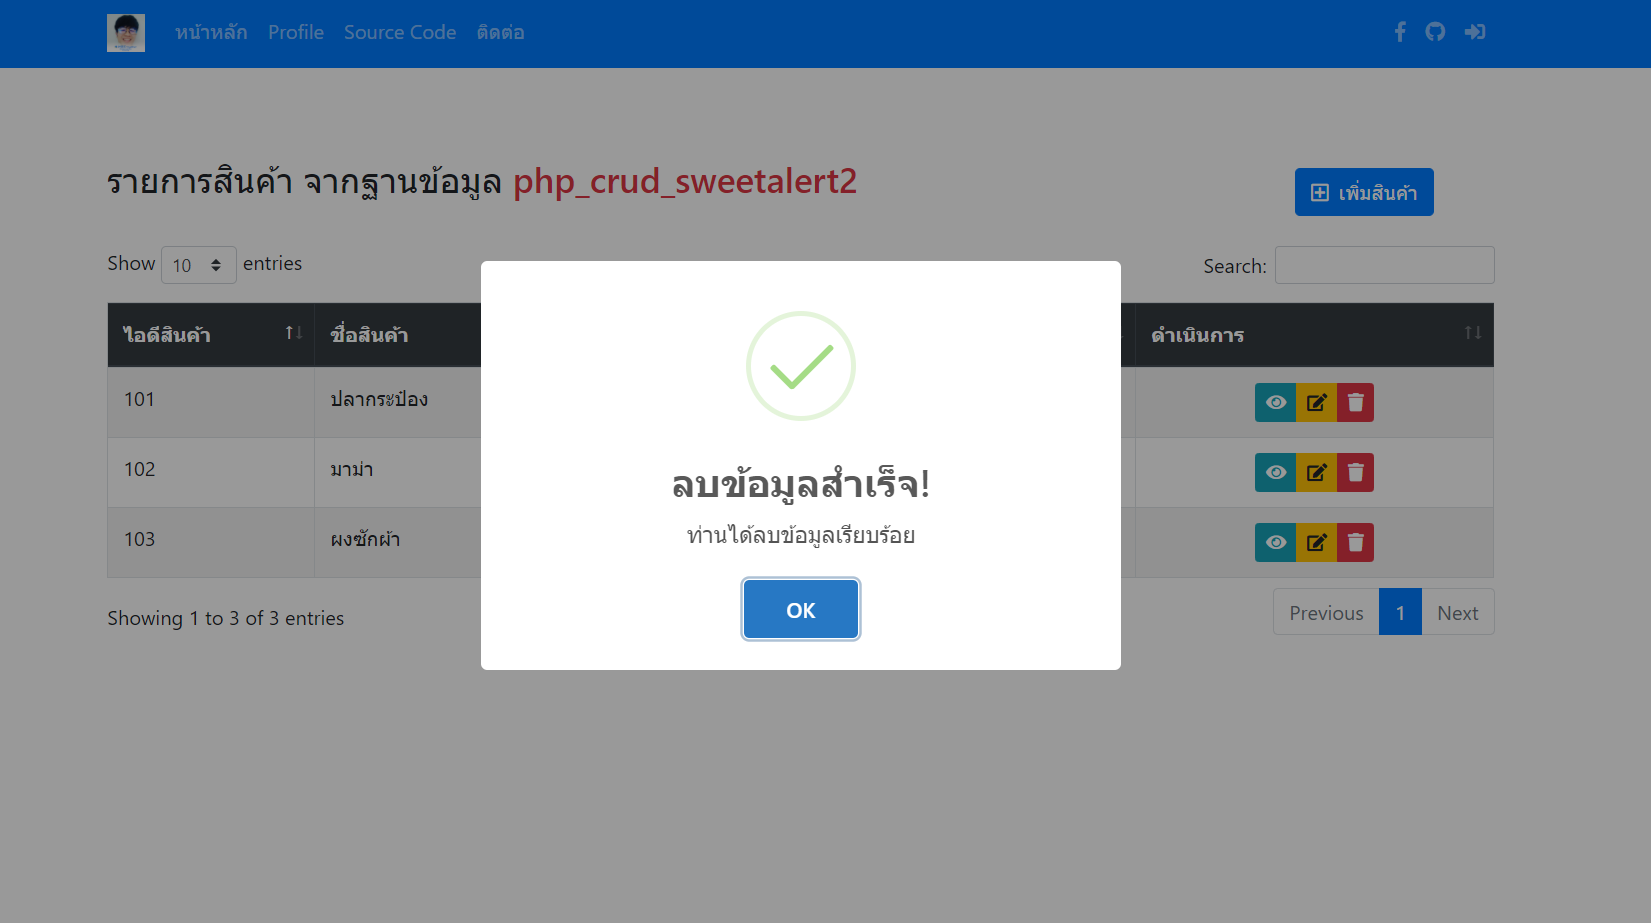 หน้าหลัก Profile Source Code ติดต่อ
รายการสินค้า จากฐานข้อมูล php_crud_sweetalert2
เพิ่มสินค้า
Show 10 entries
Search:
ไอดีสินค้า ชื่อสินค้า ดำเนินการ
101 ปลากระป๋อง
102 มาม่า
103 ผงซักผ้า
ลบข้อมูลสำเร็จ!
ท่านได้ลบข้อมูลเรียบร้อย
OK
Showing 1 to 3 of 3 entries
Previous 1 Next